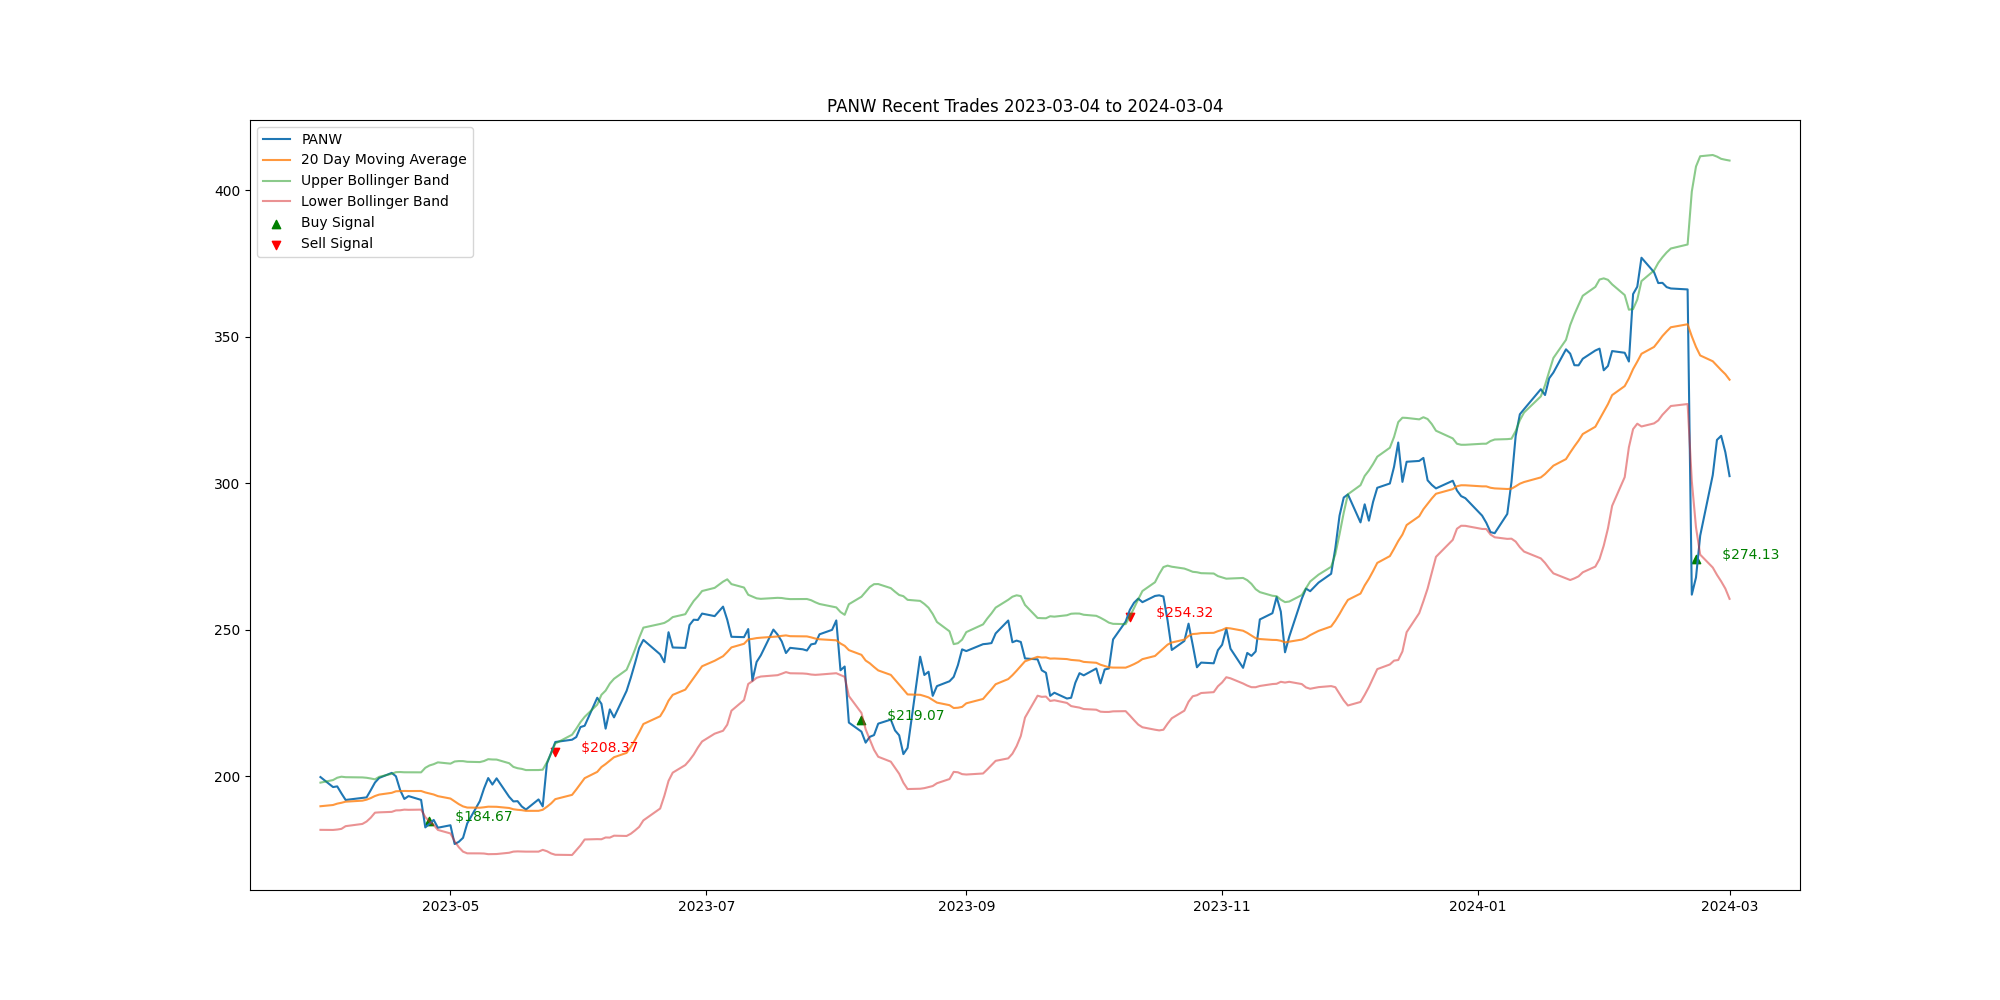 PANW Recent Trades 2023-03-04 to 2024-03-04
PANW
20 Day Moving Average
Upper Bollinger Band
Lower Bollinger Band
Buy Signal
Sell Signal
400
350
300
250
200
$184.67
$208.37
$219.07
$254.32
$274.13
2023-05
2023-07
2023-09
2023-11
2024-01
2024-03